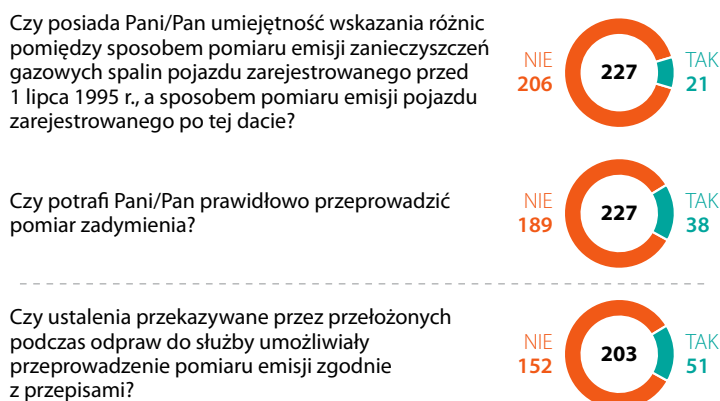 Czy posiada Pani/Pan umiejętność wskazania różnic
pomiędzy sposobem pomiaru emisji zanieczyszczeń
gazowych spalin pojazdu zarejestrowanego przed
1 lipca 1995 r., a sposobem pomiaru emisji pojazdu
zarejestrowanego po tej dacie?
NIE
206
227
TAK
21
Czy potrafi Pani/Pan prawidłowo przeprowadzić
pomiar zadymienia?
NIE
189
227
TAK
38
Czy ustalenia przekazywane przez przełożonych
podczas odpraw do służby umożliwiały
przeprowadzenie pomiaru emisji zgodnie
z przepisami?
NIE
152
203
TAK
51